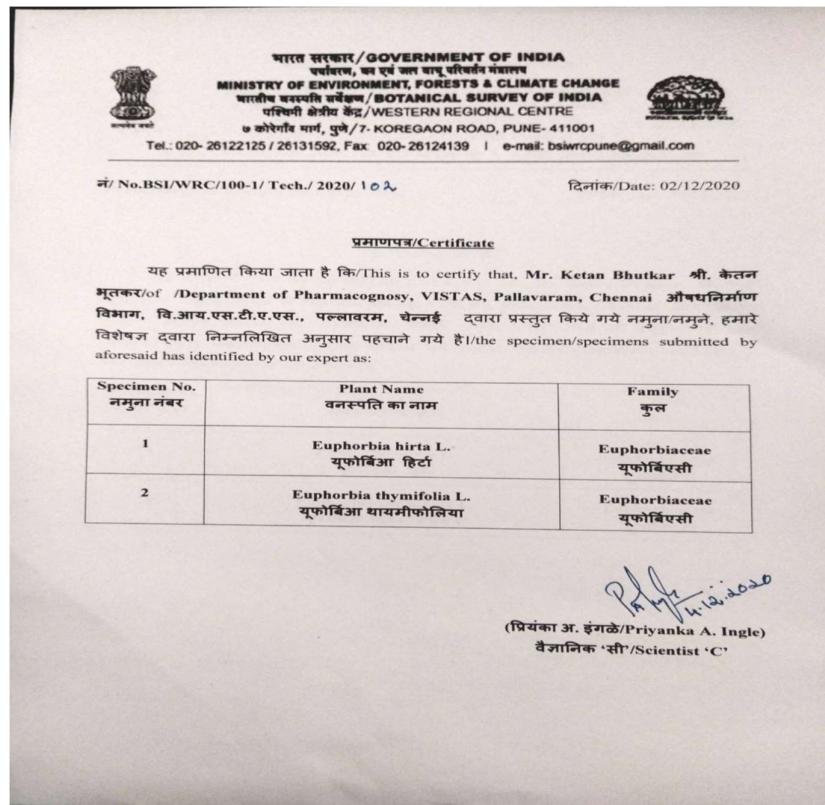 भारत सरकार/GOVERNMENT OF INDIA
पर्यावरण, वन एवं जल वायु परिवर्तन मंत्रालय
MINISTRY OF ENVIRONMENT, FORESTS & CLIMATE CHANGE
भारतीय वनस्पति सर्वेक्षण/BOTANICAL SURVEY OF INDIA
पश्चिमी क्षेत्रीय केंद्र/WESTERN REGIONAL CENTRE
७ कोरेगाँव मार्ग, पुणे/7- KOREGAON ROAD, PUNE- 411001
Tel.: 020- 26122125 / 26131592, Fax 020-26124139 | e-mail: bsiwrcpune@gmail.com
सत्यमेव जयते
नं/ No.BSI/WRC/100-1/ Tech./ 2020/ 102
दिनांक/Date: 02/12/2020
प्रमाणपत्र/Certificate
यह प्रमाणित किया जाता है कि/This is to certify that, Mr. Ketan Bhutkar श्री. केतन
भूतकर/of /Department of Pharmacognosy, VISTAS, Pallavaram, Chennai औषधनिर्माण
विभाग, वि.आय.एस.टी.ए.एस., पल्लावरम, चेन्नई द्वारा प्रस्तुत किये गये नमुना/नमुने, हमारे
विशेषज्ञ द्वारा निम्नलिखित अनुसार पहचाने गये है।/the specimen/specimens submitted by
aforesaid has identified by our expert as:
Specimen No. Plant Name Family
नमुना नंबर वनस्पति का नाम कुल
1 Euphorbia hirta L. Euphorbiaceae
यूफोर्बिआ हिर्टा यूफोर्बिएसी
2 Euphorbia thymifolia L. Euphorbiaceae
यूफोर्बिआ थायमीफोलिया यूफोर्बिएसी
4.12.2020
(प्रियंका अ. इंगळे/Priyanka A. Ingle)
वैज्ञानिक 'सी'/Scientist 'C'